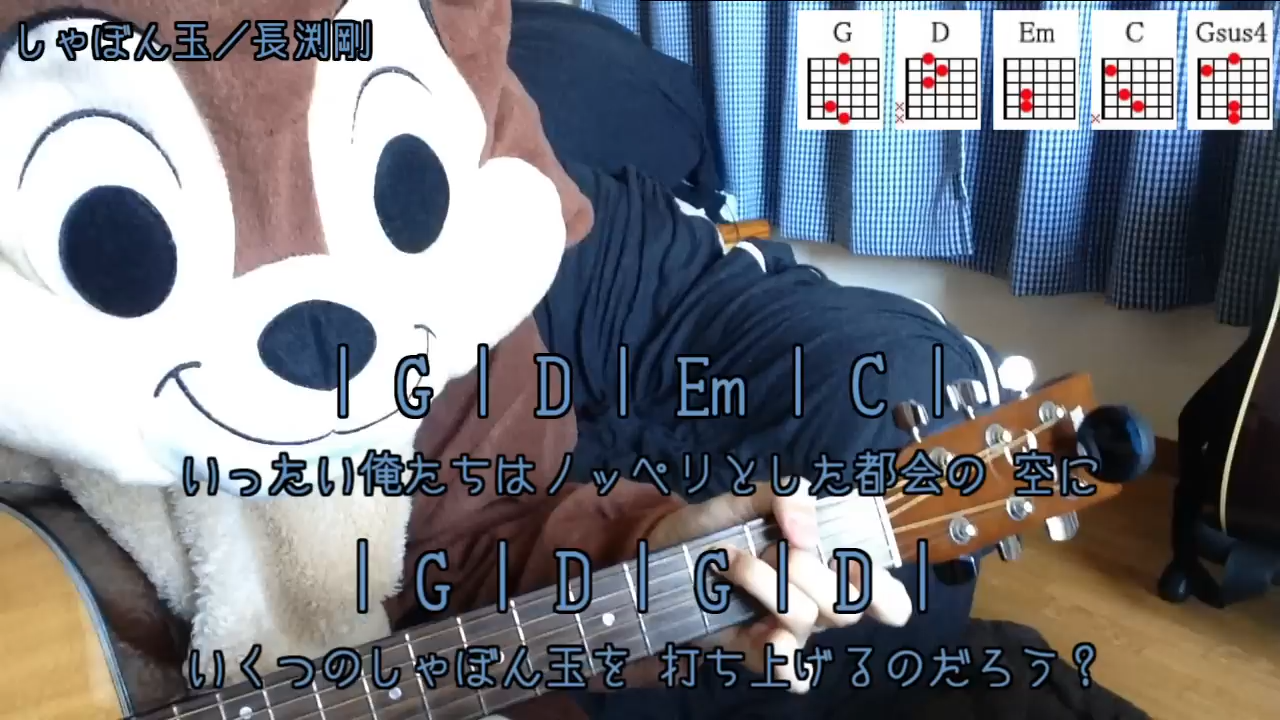 しゃぼん玉／長渕剛
G D Em C Gsus4
| G | D | Em | C |
いったい俺たちはノッペリとした都会の 空に
| G | D | G | D |
いくつのしゃぼん玉を 打ち上げるのだろう？